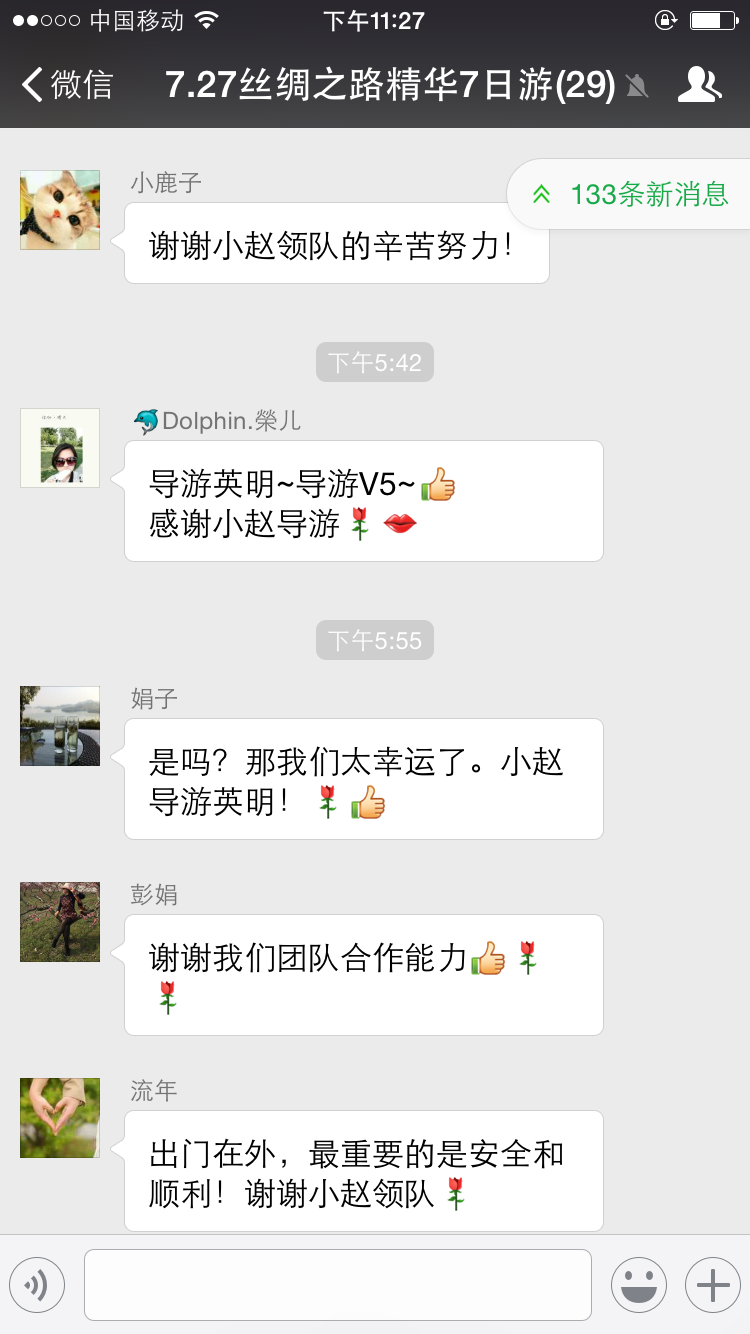 中国移动 下午11:27
微信 7.27丝绸之路精华7日游(29)
133条新消息
小鹿子
谢谢小赵领队的辛苦努力！
下午5:42
🐬Dolphin.榮儿
导游英明~导游V5~👍
感谢小赵导游🌹💋
下午5:55
娟子
是吗？那我们太幸运了。小赵
导游英明！🌹👍
彭娟
谢谢我们团队合作能力👍🌹
🌹
流年
出门在外，最重要的是安全和
顺利！谢谢小赵领队🌹